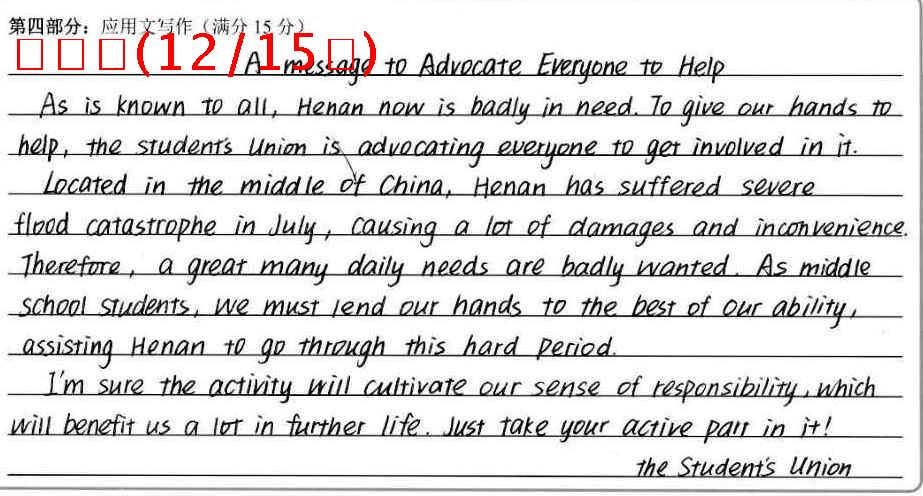 第四部分：应用文写作（满分 15 分）
(12/15)
A message to Advocate Everyone to Help
As is known to all, Henan now is badly in need. To give our hands to
help, the student's Union is advocating everyone to get involved in it.
Located in the middle of China, Henan has suffered severe
flood catastrophe in July, causing a lot of damages and inconvenience.
Therefore, a great many daily needs are badly wanted. As middle
school students, we must lend our hands to the best of our ability,
assisting Henan to go through this hard period.
I'm sure the activity will cultivate our sense of responsibility, which
will benefit us a lot in further life. Just take your active part in it!
the Student's Union